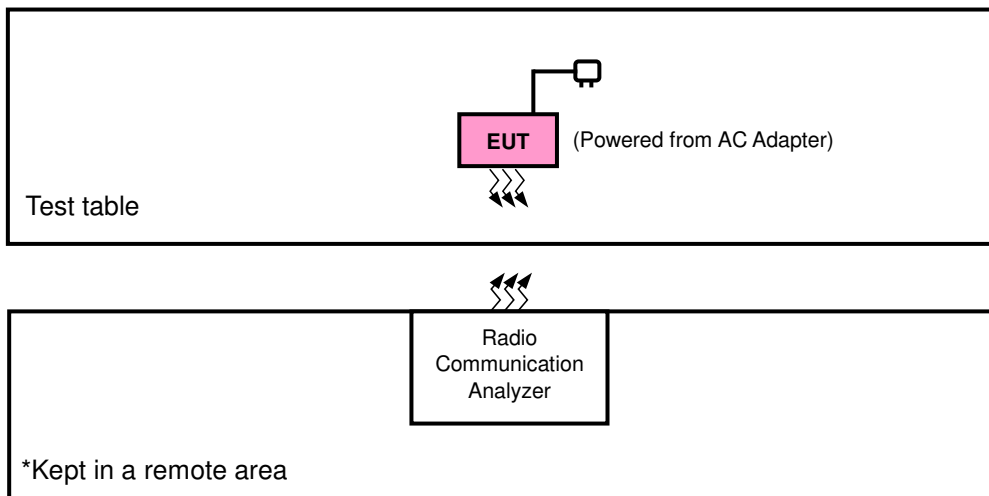 EUT
(Powered from AC Adapter)
Test table
Radio
Communication
Analyzer
*Kept in a remote area